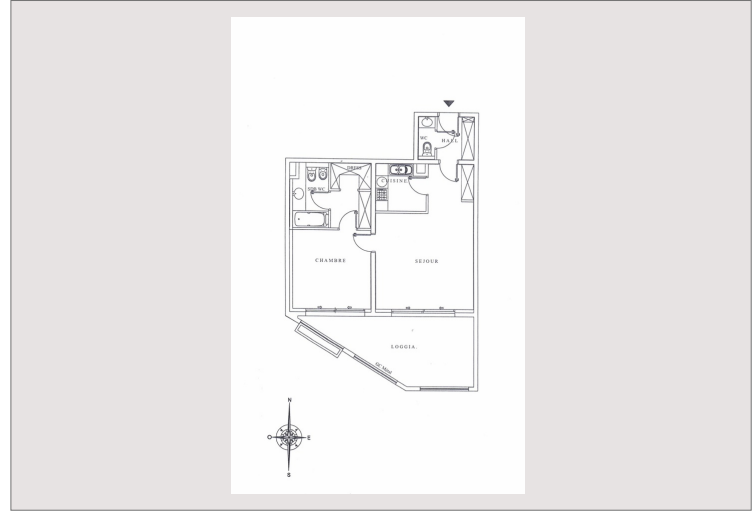 WC
HALL
DRESS
CUISINE
SDB/WC
CHAMBRE
SEJOUR
LOGGIA.
N
O
E
S